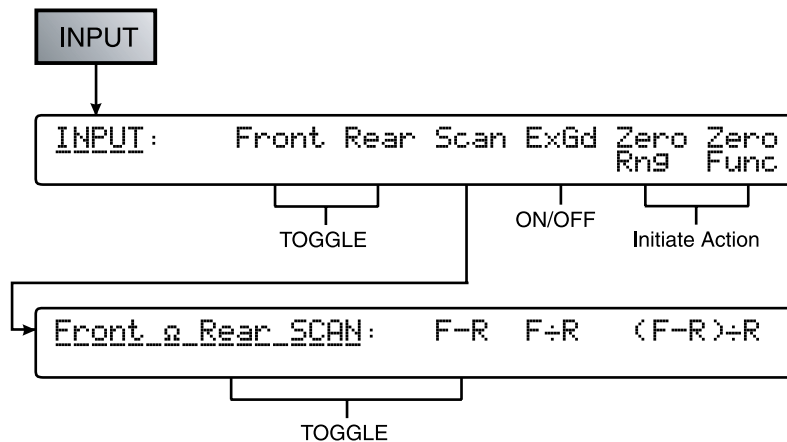 INPUT
INPUT: Front Rear Scan ExGd Zero Zero
Rng Func
TOGGLE
ON/OFF
Initiate Action
Front Ω Rear SCAN: F-R F÷R (F-R)÷R
TOGGLE